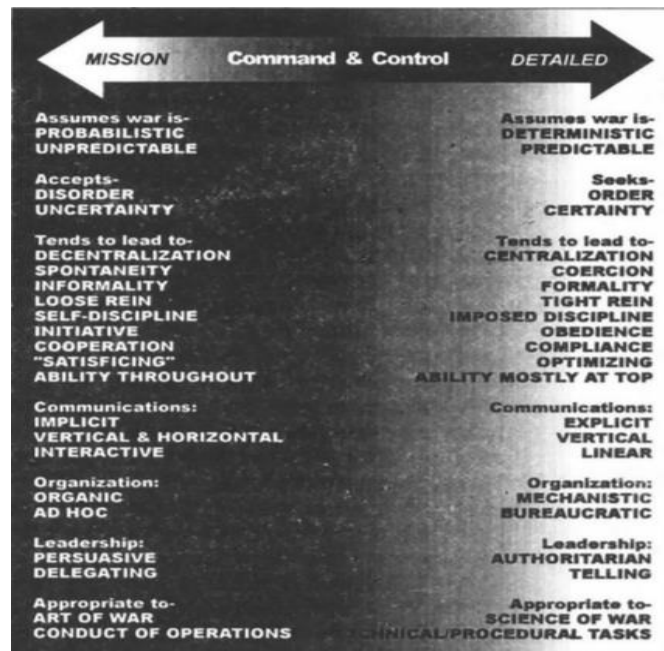 MISSION Command & Control DETAILED
Assumes war is-
PROBABILISTIC
UNPREDICTABLE
Accepts-
DISORDER
UNCERTAINTY
Tends to lead to-
DECENTRALIZATION
SPONTANEITY
INFORMALITY
LOOSE REIN
SELF-DISCIPLINE
INITIATIVE
COOPERATION
"SATISFICING"
ABILITY THROUGHOUT
Communications:
IMPLICIT
VERTICAL & HORIZONTAL
INTERACTIVE
Organization:
ORGANIC
AD HOC
Leadership:
PERSUASIVE
DELEGATING
Appropriate to-
ART OF WAR
CONDUCT OF OPERATIONS
Assumes war is-
DETERMINISTIC
PREDICTABLE
Seeks-
ORDER
CERTAINTY
Tends to lead to-
CENTRALIZATION
COERCION
FORMALITY
TIGHT REIN
IMPOSED DISCIPLINE
OBEDIENCE
COMPLIANCE
OPTIMIZING
ABILITY MOSTLY AT TOP
Communications:
EXPLICIT
VERTICAL
LINEAR
Organization:
MECHANISTIC
BUREAUCRATIC
Leadership:
AUTHORITARIAN
TELLING
Appropriate to-
SCIENCE OF WAR
TECHNICAL/PROCEDURAL TASKS